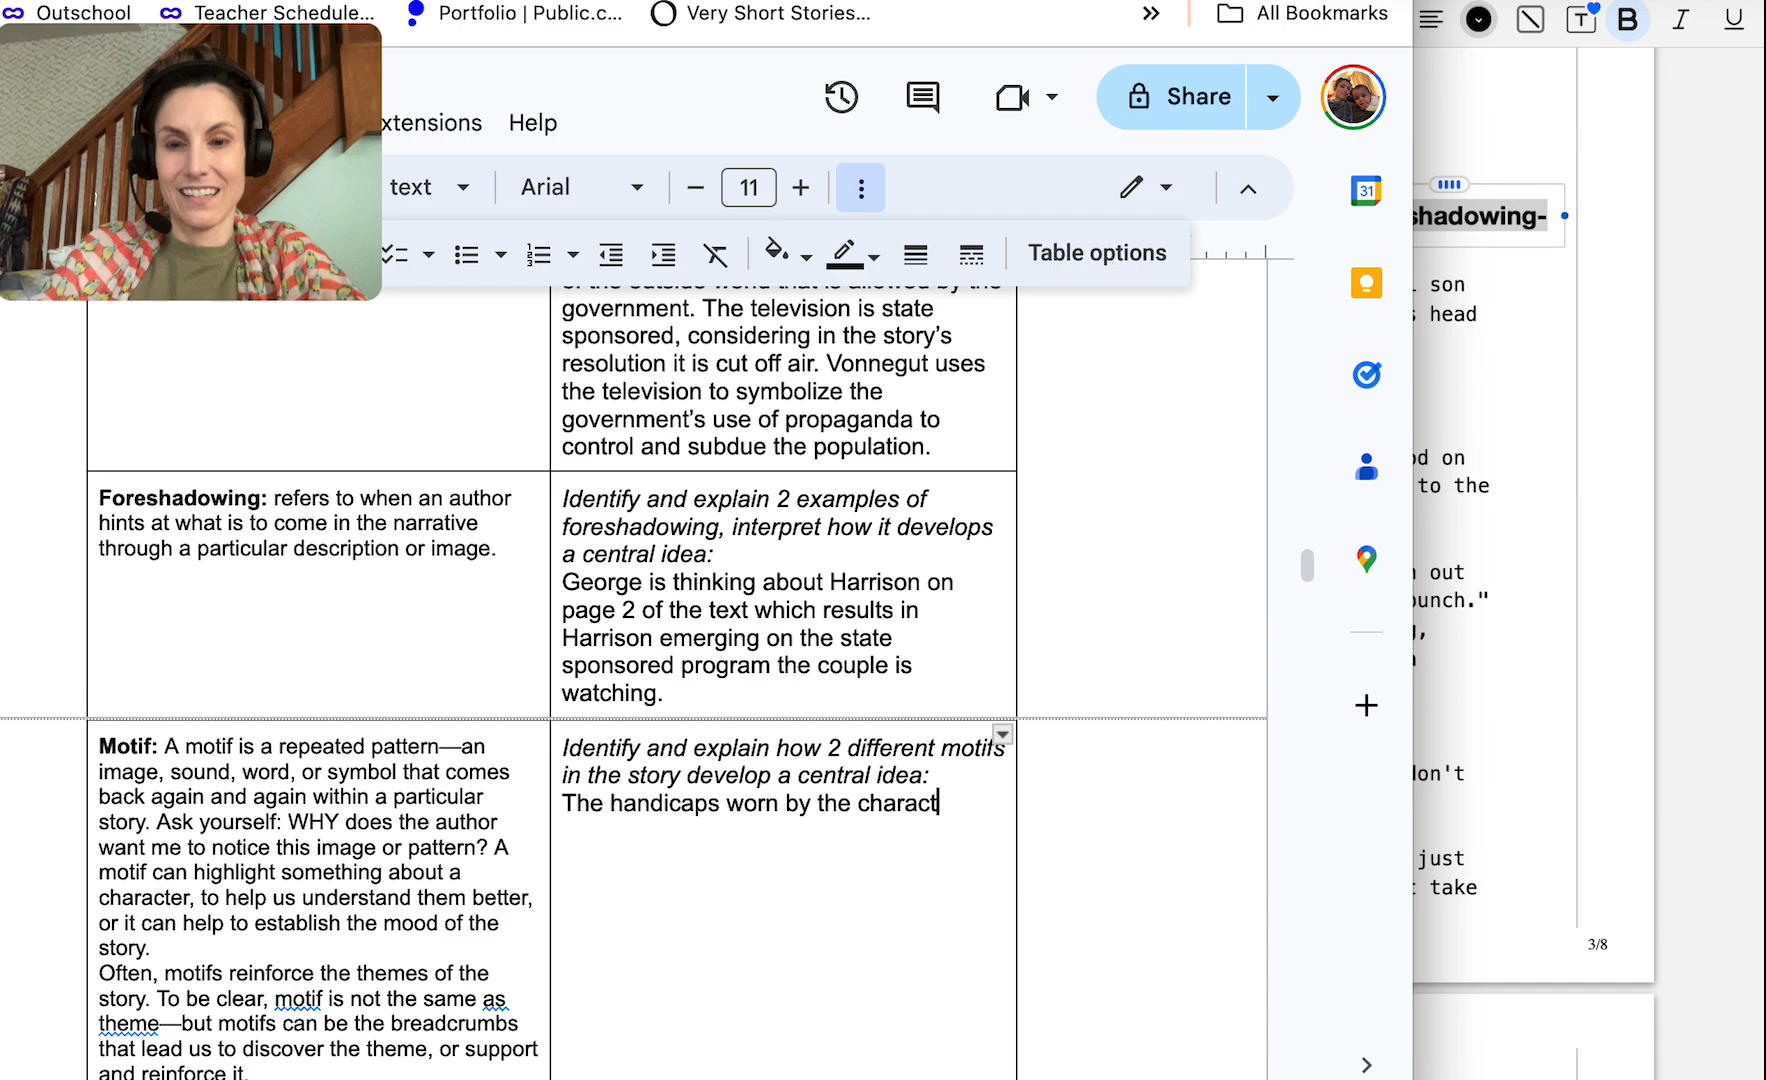 Outschool
Teacher Schedule...
Portfolio | Public.c...
Very Short Stories...
All Bookmarks
xtensions Help
Share
text
Arial
11
Table options
31
government. The television is state
sponsored, considering in the story's
resolution it is cut off air. Vonnegut uses
the television to symbolize the
government's use of propaganda to
control and subdue the population.
Foreshadowing: refers to when an author
hints at what is to come in the narrative
through a particular description or image.
Identify and explain 2 examples of
foreshadowing, interpret how it develops
a central idea:
George is thinking about Harrison on
page 2 of the text which results in
Harrison emerging on the state
sponsored program the couple is
watching.
Motif: A motif is a repeated pattern—an
image, sound, word, or symbol that comes
back again and again within a particular
story. Ask yourself: WHY does the author
want me to notice this image or pattern? A
motif can highlight something about a
character, to help us understand them better,
or it can help to establish the mood of the
story.
Often, motifs reinforce the themes of the
story. To be clear, motif is not the same as
theme—but motifs can be the breadcrumbs
that lead us to discover the theme, or support
and reinforce it.
Identify and explain how 2 different motifs
in the story develop a central idea:
The handicaps worn by the charact
B I U
shadowing-
son
head
od on
to the
out
ounch."
don't
just
take
3/8